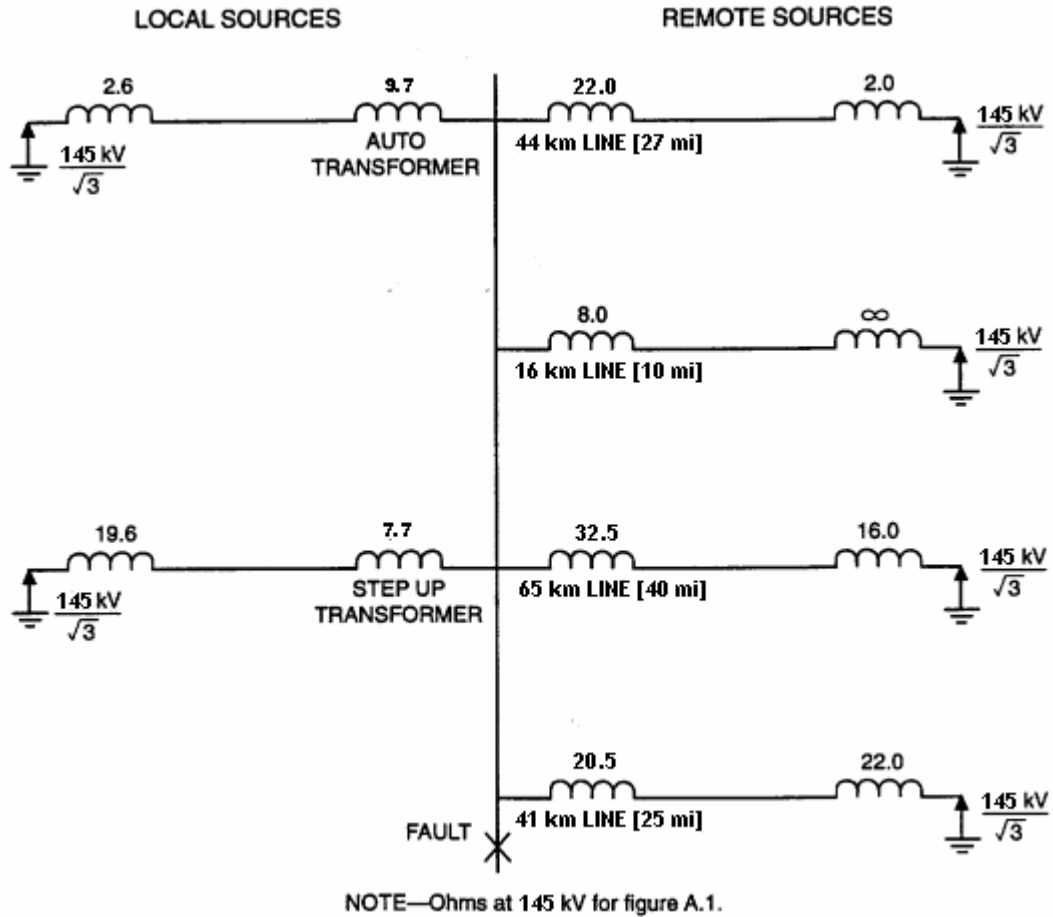 LOCAL SOURCES
REMOTE SOURCES
2.6
9.7
22.0
2.0
145 kV
√3
AUTO
TRANSFORMER
44 km LINE [27 mi]
145 kV
√3
8.0
∞
16 km LINE [10 mi]
145 kV
√3
19.6
7.7
32.5
16.0
145 kV
√3
STEP UP
TRANSFORMER
65 km LINE [40 mi]
145 kV
√3
20.5
22.0
41 km LINE [25 mi]
145 kV
√3
FAULT
NOTE—Ohms at 145 kV for figure A.1.